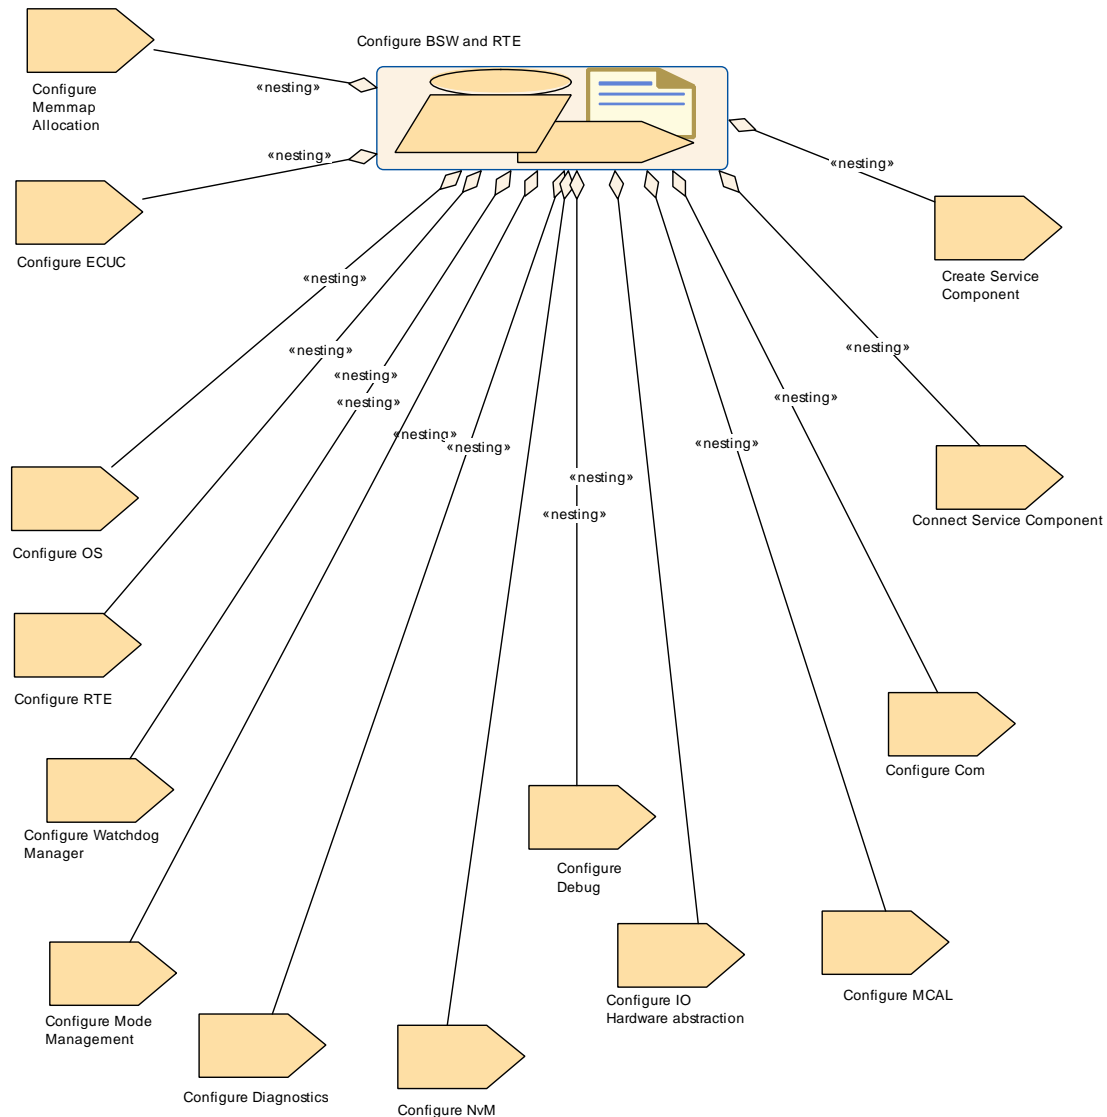 Configure BSW and RTE
Configure
Memmap
Allocation
«nesting»
«nesting»
«nesting»
Configure ECUC
Create Service
Component
«nesting»
«nesting»
«nesting»
«nesting»
«nesting»
«nesting»
«nesting»
«nesting»
«nesting»
«nesting»
«nesting»
Connect Service Component
«nesting»
Configure OS
Configure RTE
Configure Com
Configure Watchdog
Manager
Configure
Debug
Configure MCAL
Configure IO
Hardware abstraction
Configure Mode
Management
Configure Diagnostics
Configure NvM